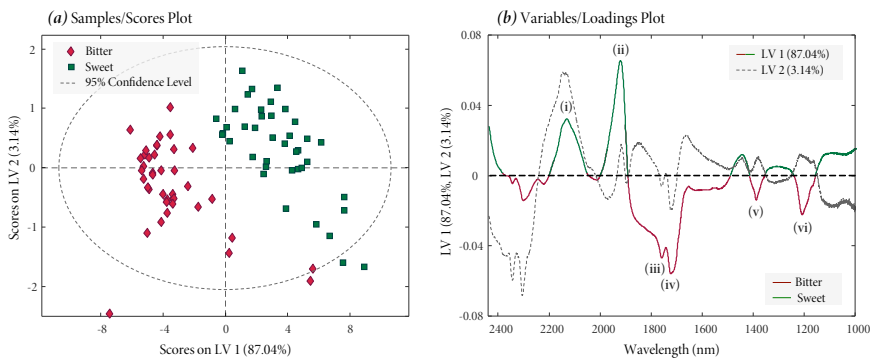 (a) Samples/Scores Plot
Bitter
Sweet
95% Confidence Level
2
1
0
-1
-2
-8
-4
0
4
8
Scores on LV 2 (3.14%)
Scores on LV 1 (87.04%)
(b) Variables/Loadings Plot
LV 1 (87.04%)
LV 2 (3.14%)
0.08
0.04
0
-0.04
-0.08
(i)
(ii)
(iii)
(iv)
(v)
(vi)
Bitter
Sweet
2400
2200
2000
1800
1600
1400
1200
1000
LV 1 (87.04%, LV 2 (3.14%)
Wavelength (nm)